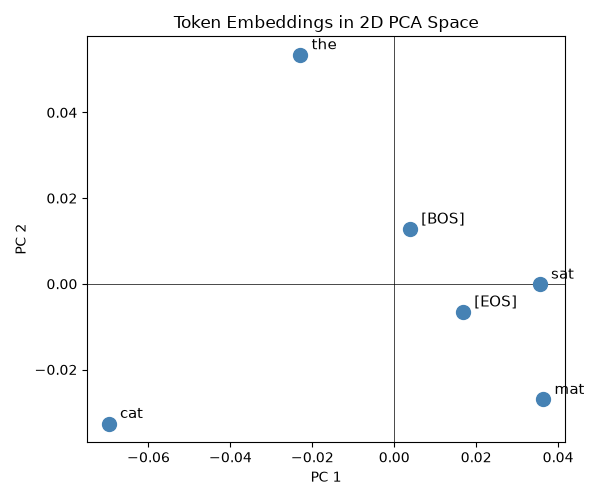 Token Embeddings in 2D PCA Space
the
0.04
0.02
[BOS]
PC 2
sat
0.00
[EOS]
−0.02
mat
cat
−0.06 −0.04 −0.02 0.00 0.02 0.04
PC 1